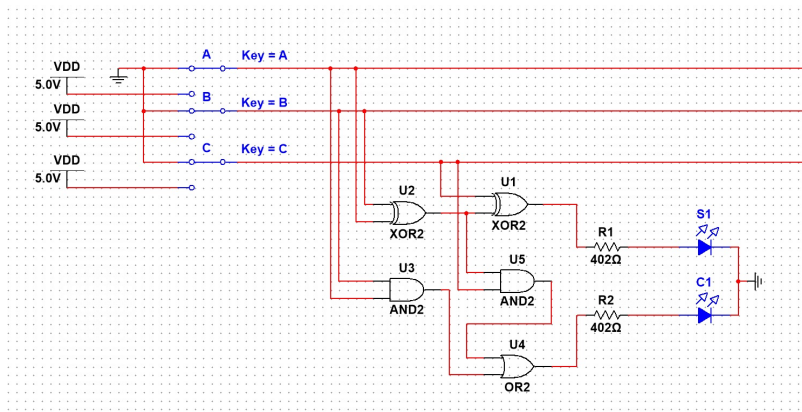 A Key = A
VDD
5.0V
B Key = B
VDD
5.0V
C Key = C
VDD
5.0V
U2
XOR2
U1
XOR2
R1
402Ω
S1
U3
AND2
U5
AND2
R2
402Ω
C1
U4
OR2